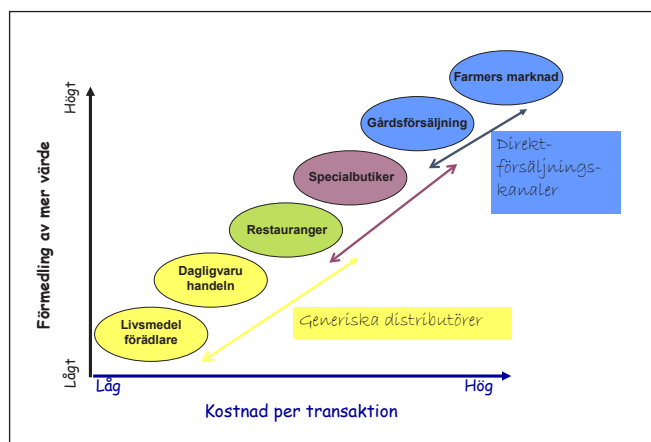 Farmers marknad
Gårdsförsäljning
Direkt-
försäljnings-
kanaler
Specialbutiker
Restauranger
Dagligvaru
handeln
Livsmedel
förädlare
Generiska distributörer
Högt
Förmedling av mer värde
Lågt
Låg
Hög
Kostnad per transaktion